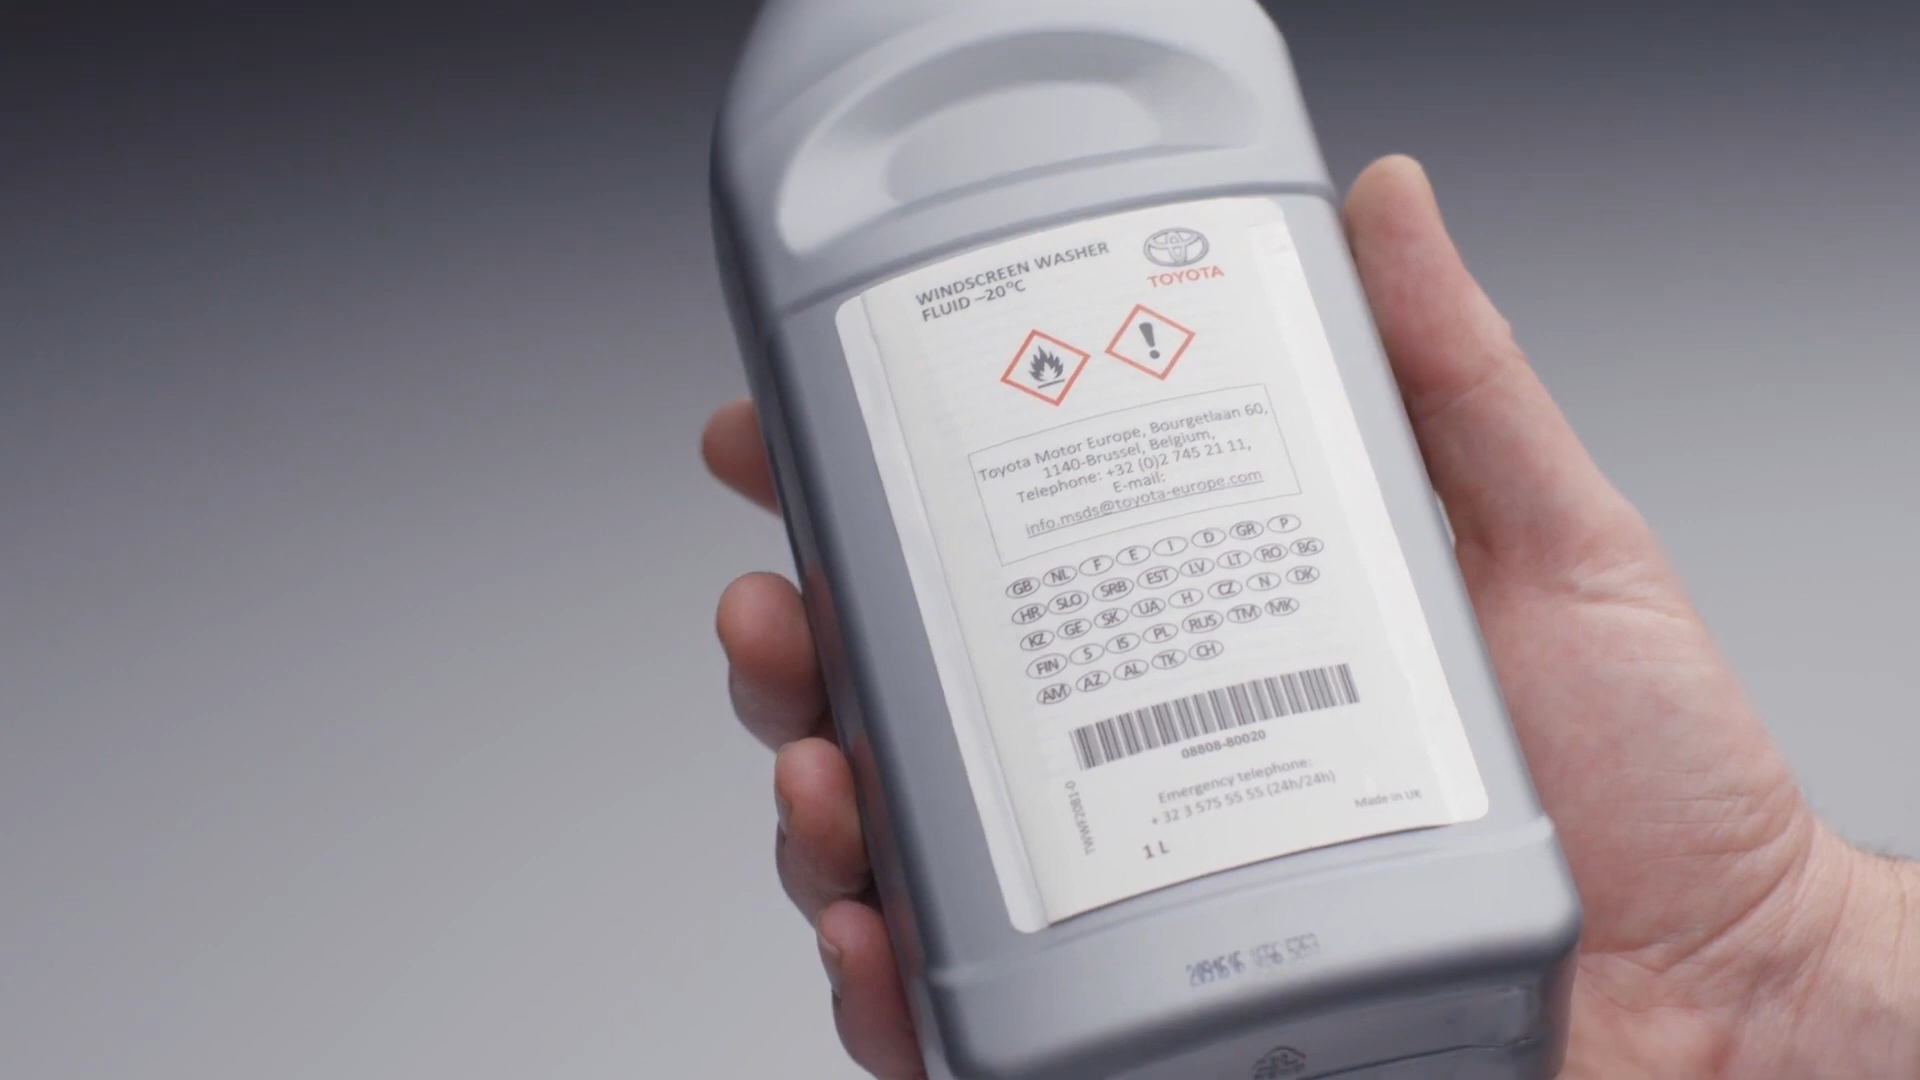 WINDSCREEN WASHER
FLUID –20°C
TOYOTA
Toyota Motor Europe, Bourgetlaan 60,
1140-Brussel, Belgium,
Telephone: +32 (0)2 745 21 11,
E-mail:
info.msds@toyota-europe.com
GB NL F E I D GR P
HR SLO SRB EST LV LT RO BG
KZ GE SK UA H CZ N DK
FIN S IS PL RUS TM MK
AM AZ AL TK CH
08808-80020
Emergency telephone:
+ 32 3 575 55 55 (24h/24h)
Made in UK
TWWF20B1-0
1 L